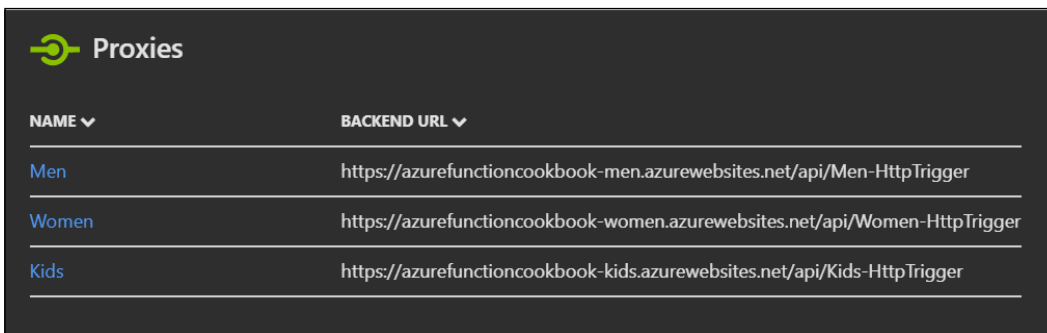 Proxies
NAME BACKEND URL
Men https://azurefunctioncookbook-men.azurewebsites.net/api/Men-HttpTrigger
Women https://azurefunctioncookbook-women.azurewebsites.net/api/Women-HttpTrigger
Kids https://azurefunctioncookbook-kids.azurewebsites.net/api/Kids-HttpTrigger